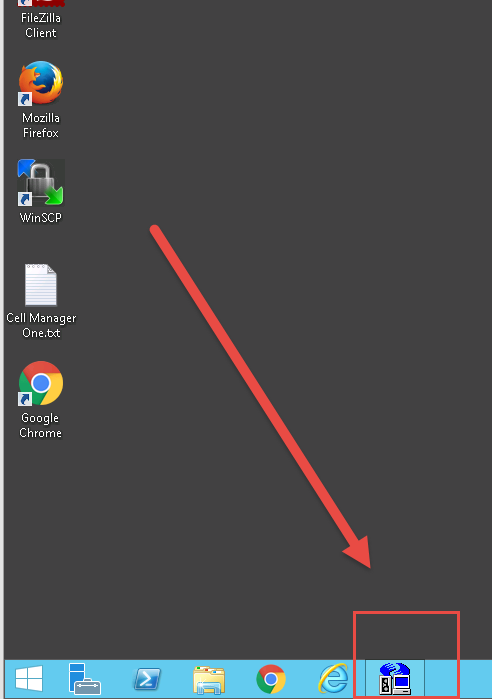 FileZilla
Client
Mozilla
Firefox
WinSCP
Cell Manager
One.txt
Google
Chrome